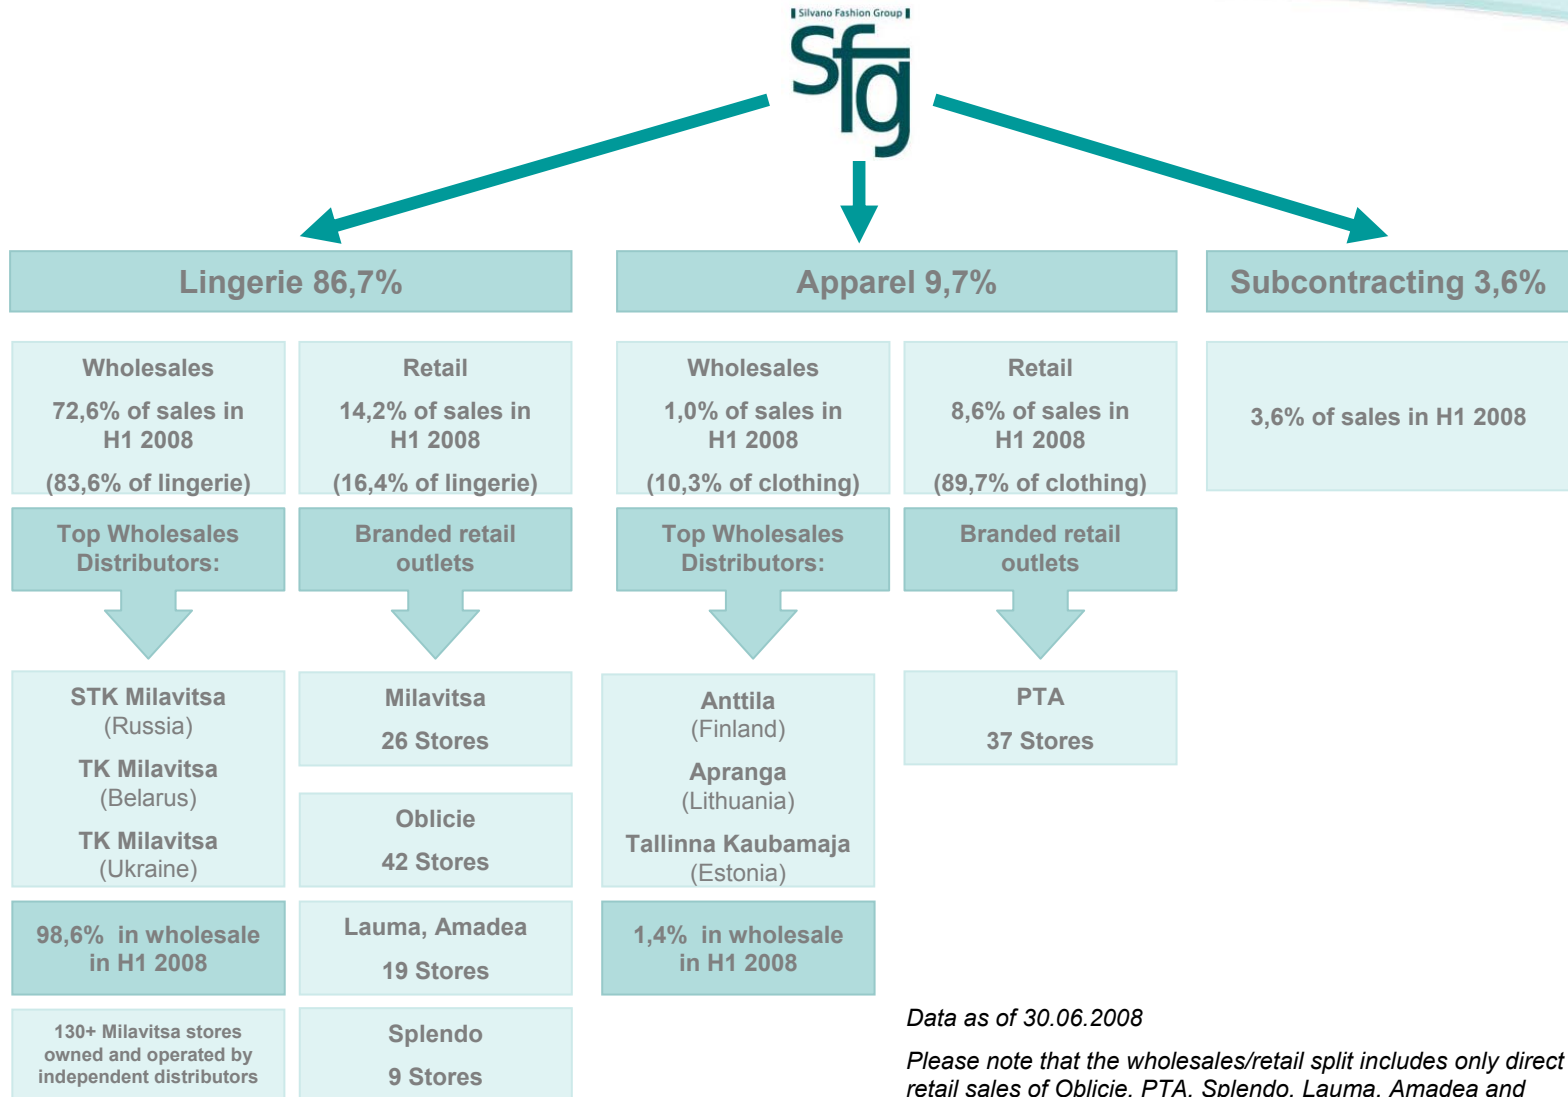 Silvano Fashion Group
sfg
Lingerie 86,7%
Apparel 9,7%
Subcontracting 3,6%
Wholesales
72,6% of sales in
H1 2008
(83,6% of lingerie)
Retail
14,2% of sales in
H1 2008
(16,4% of lingerie)
Wholesales
1,0% of sales in
H1 2008
(10,3% of clothing)
Retail
8,6% of sales in
H1 2008
(89,7% of clothing)
3,6% of sales in H1 2008
Top Wholesales
Distributors:
Branded retail
outlets
Top Wholesales
Distributors:
Branded retail
outlets
STK Milavitsa
(Russia)
TK Milavitsa
(Belarus)
TK Milavitsa
(Ukraine)
Milavitsa
26 Stores
Oblicie
42 Stores
Anttila
(Finland)
Apranga
(Lithuania)
Tallinna Kaubamaja
(Estonia)
PTA
37 Stores
98,6% in wholesale
in H1 2008
Lauma, Amadea
19 Stores
1,4% in wholesale
in H1 2008
130+ Milavitsa stores
owned and operated by
independent distributors
Splendo
9 Stores
Data as of 30.06.2008
Please note that the wholesales/retail split includes only direct
retail sales of Oblicie, PTA, Splendo, Lauma, Amadea and